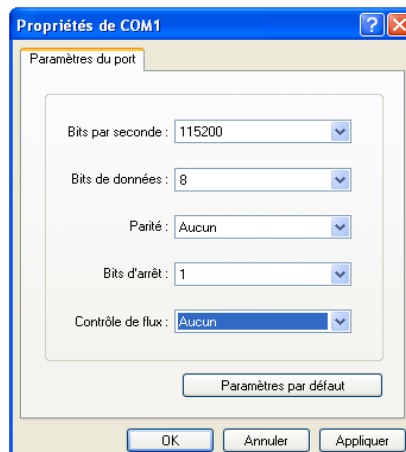 Propriétés de COM1
Paramètres du port
Bits par seconde : 115200
Bits de données : 8
Parité : Aucun
Bits d'arrêt : 1
Contrôle de flux : Aucun
Paramètres par défaut
OK Annuler Appliquer